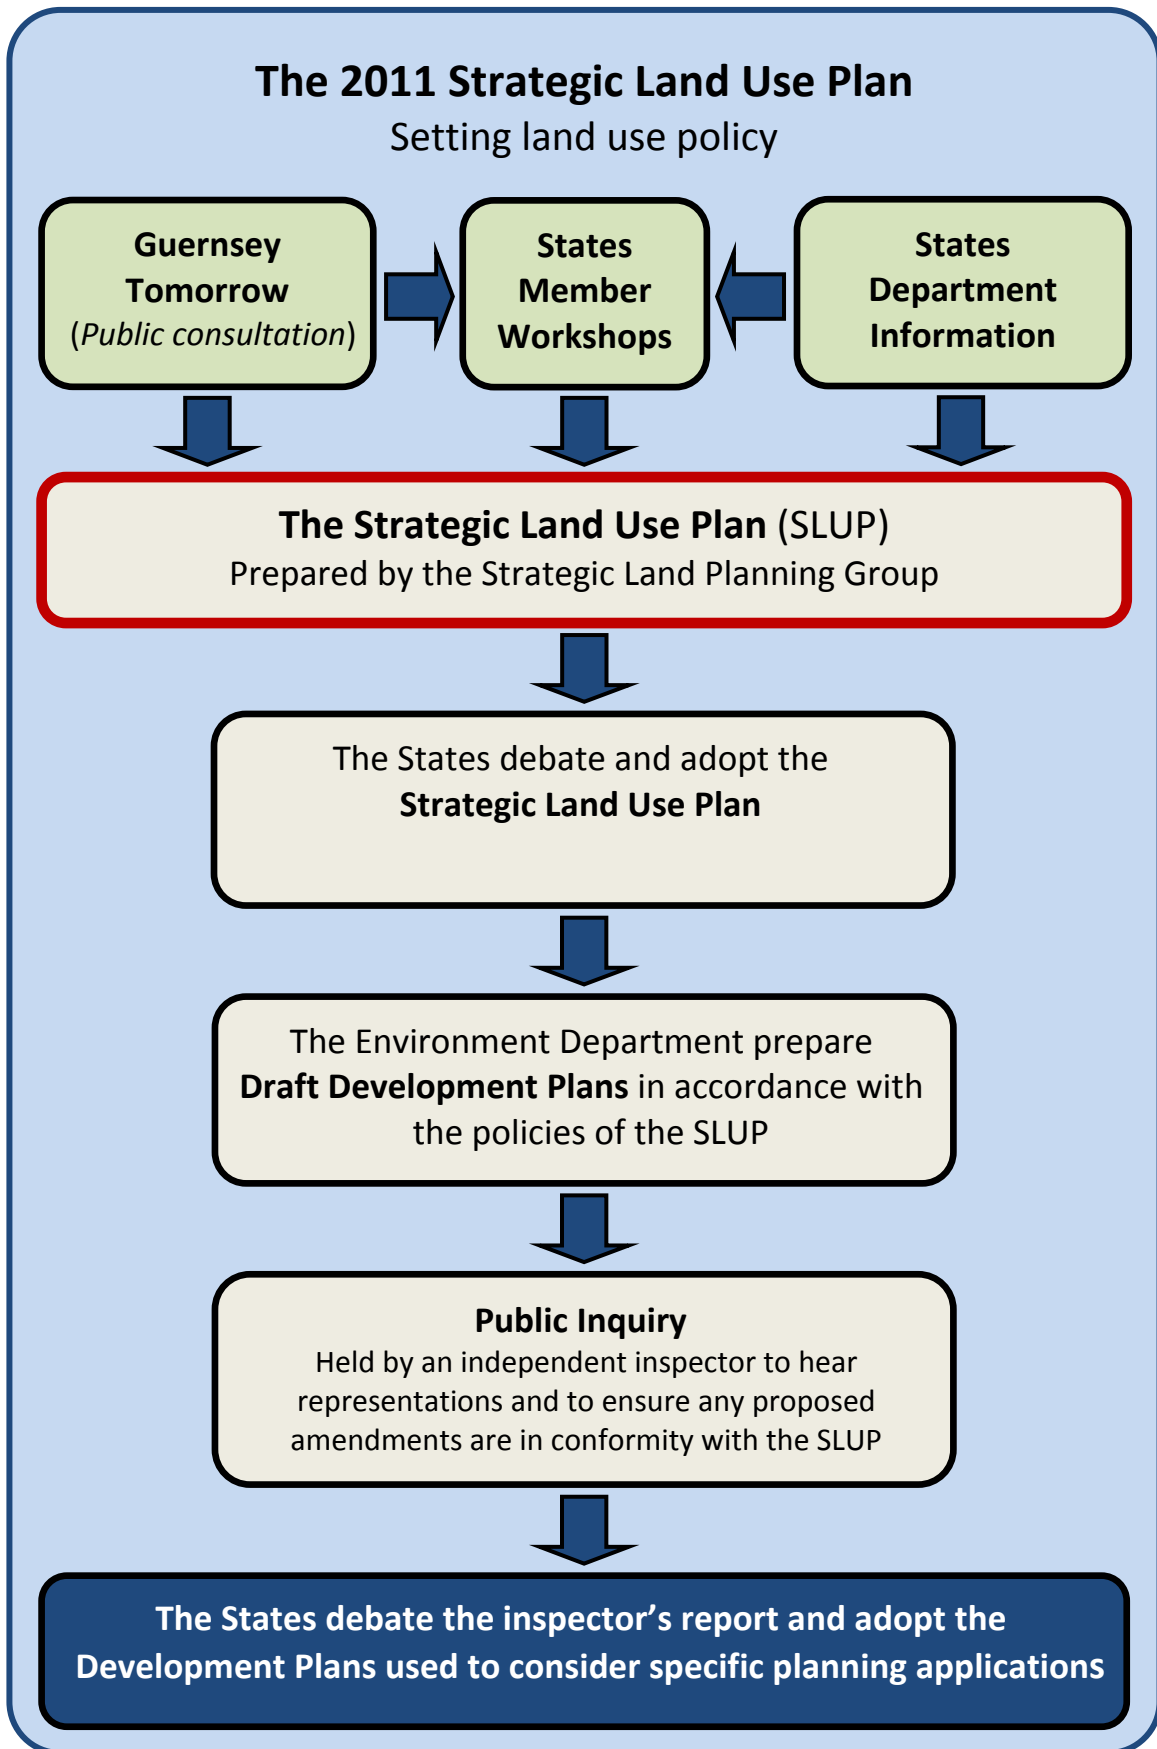 The 2011 Strategic Land Use Plan
Setting land use policy
Guernsey
Tomorrow
(Public consultation)
States
Member
Workshops
States
Department
Information
The Strategic Land Use Plan (SLUP)
Prepared by the Strategic Land Planning Group
The States debate and adopt the
Strategic Land Use Plan
The Environment Department prepare
Draft Development Plans in accordance with
the policies of the SLUP
Public Inquiry
Held by an independent inspector to hear
representations and to ensure any proposed
amendments are in conformity with the SLUP
The States debate the inspector’s report and adopt the
Development Plans used to consider specific planning applications